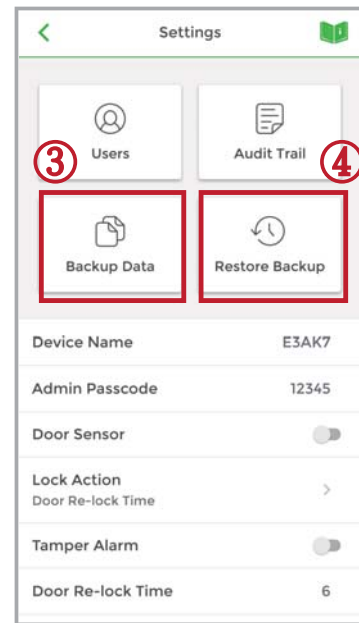 Settings
Users
Audit Trail
③
④
Backup Data
Restore Backup
Device Name E3AK7
Admin Passcode 12345
Door Sensor
Lock Action
Door Re-lock Time
Tamper Alarm
Door Re-lock Time 6